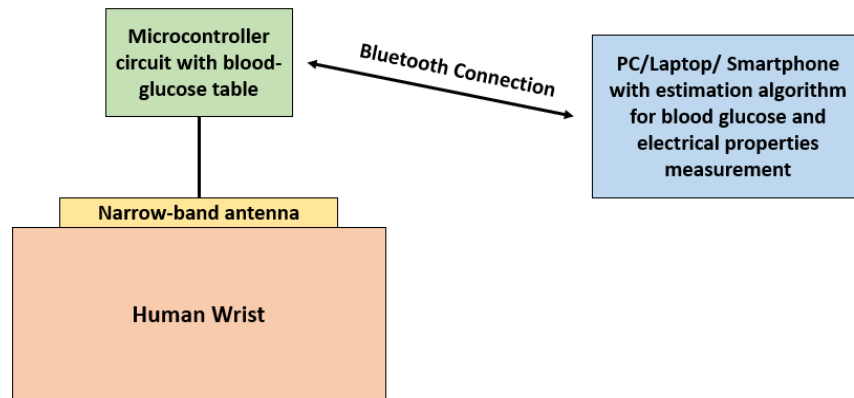 Microcontroller
circuit with blood-
glucose table
Bluetooth Connection
PC/Laptop/ Smartphone
with estimation algorithm
for blood glucose and
electrical properties
measurement
Narrow-band antenna
Human Wrist